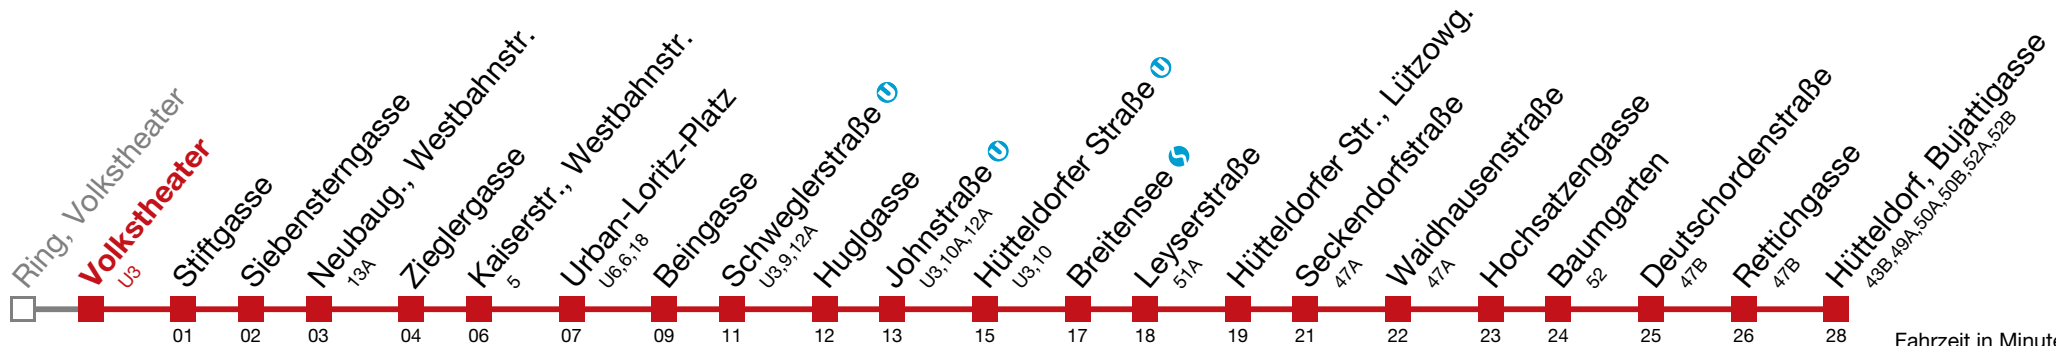 Ring, Volkstheater
Volkstheater
U3
Stiftgasse
01
Siebensterngasse
02
Neubaug., Westbahnstr.
13A
03
Zieglergasse
04
Kaiserstr., Westbahnstr.
5
06
Urban-Loritz-Platz
U6,6,18
07
Beingasse
09
Schweglerstraße U
U3,9,12A
11
Huglgasse
12
Johnstraße U
U3,10A,12A
13
Hütteldorfer Straße U
U3,10
15
Breitensee S
17
Leyserstraße
51A
18
Hütteldorfer Str., Lützowg.
19
Seckendorfstraße
47A
21
Waidhausenstraße
47A
22
Hochsatzengasse
23
Baumgarten
52
24
Deutschordenstraße
47B
25
Rettichgasse
47B
26
Hütteldorf, Bujattigasse
43B,49A,50A,50B,52A,52B
28
Fahrzeit in Minute